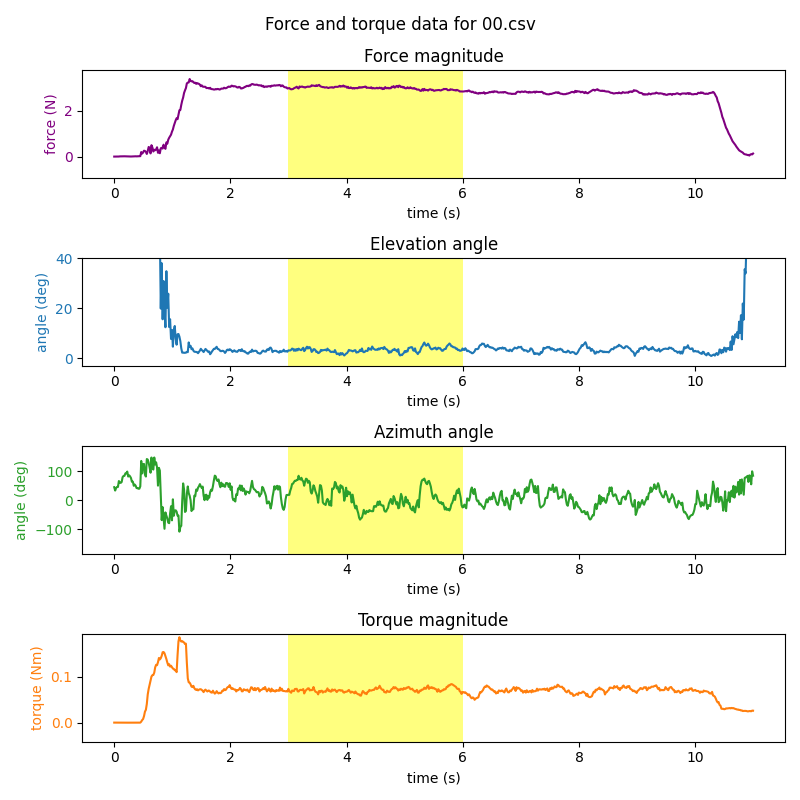 Force and torque data for 00.csv
Force magnitude
force (N)
2
0
0 2 4 6 8 10
time (s)
Elevation angle
angle (deg)
40
20
0
0 2 4 6 8 10
time (s)
Azimuth angle
angle (deg)
100
0
−100
0 2 4 6 8 10
time (s)
Torque magnitude
torque (Nm)
0.1
0.0
0 2 4 6 8 10
time (s)